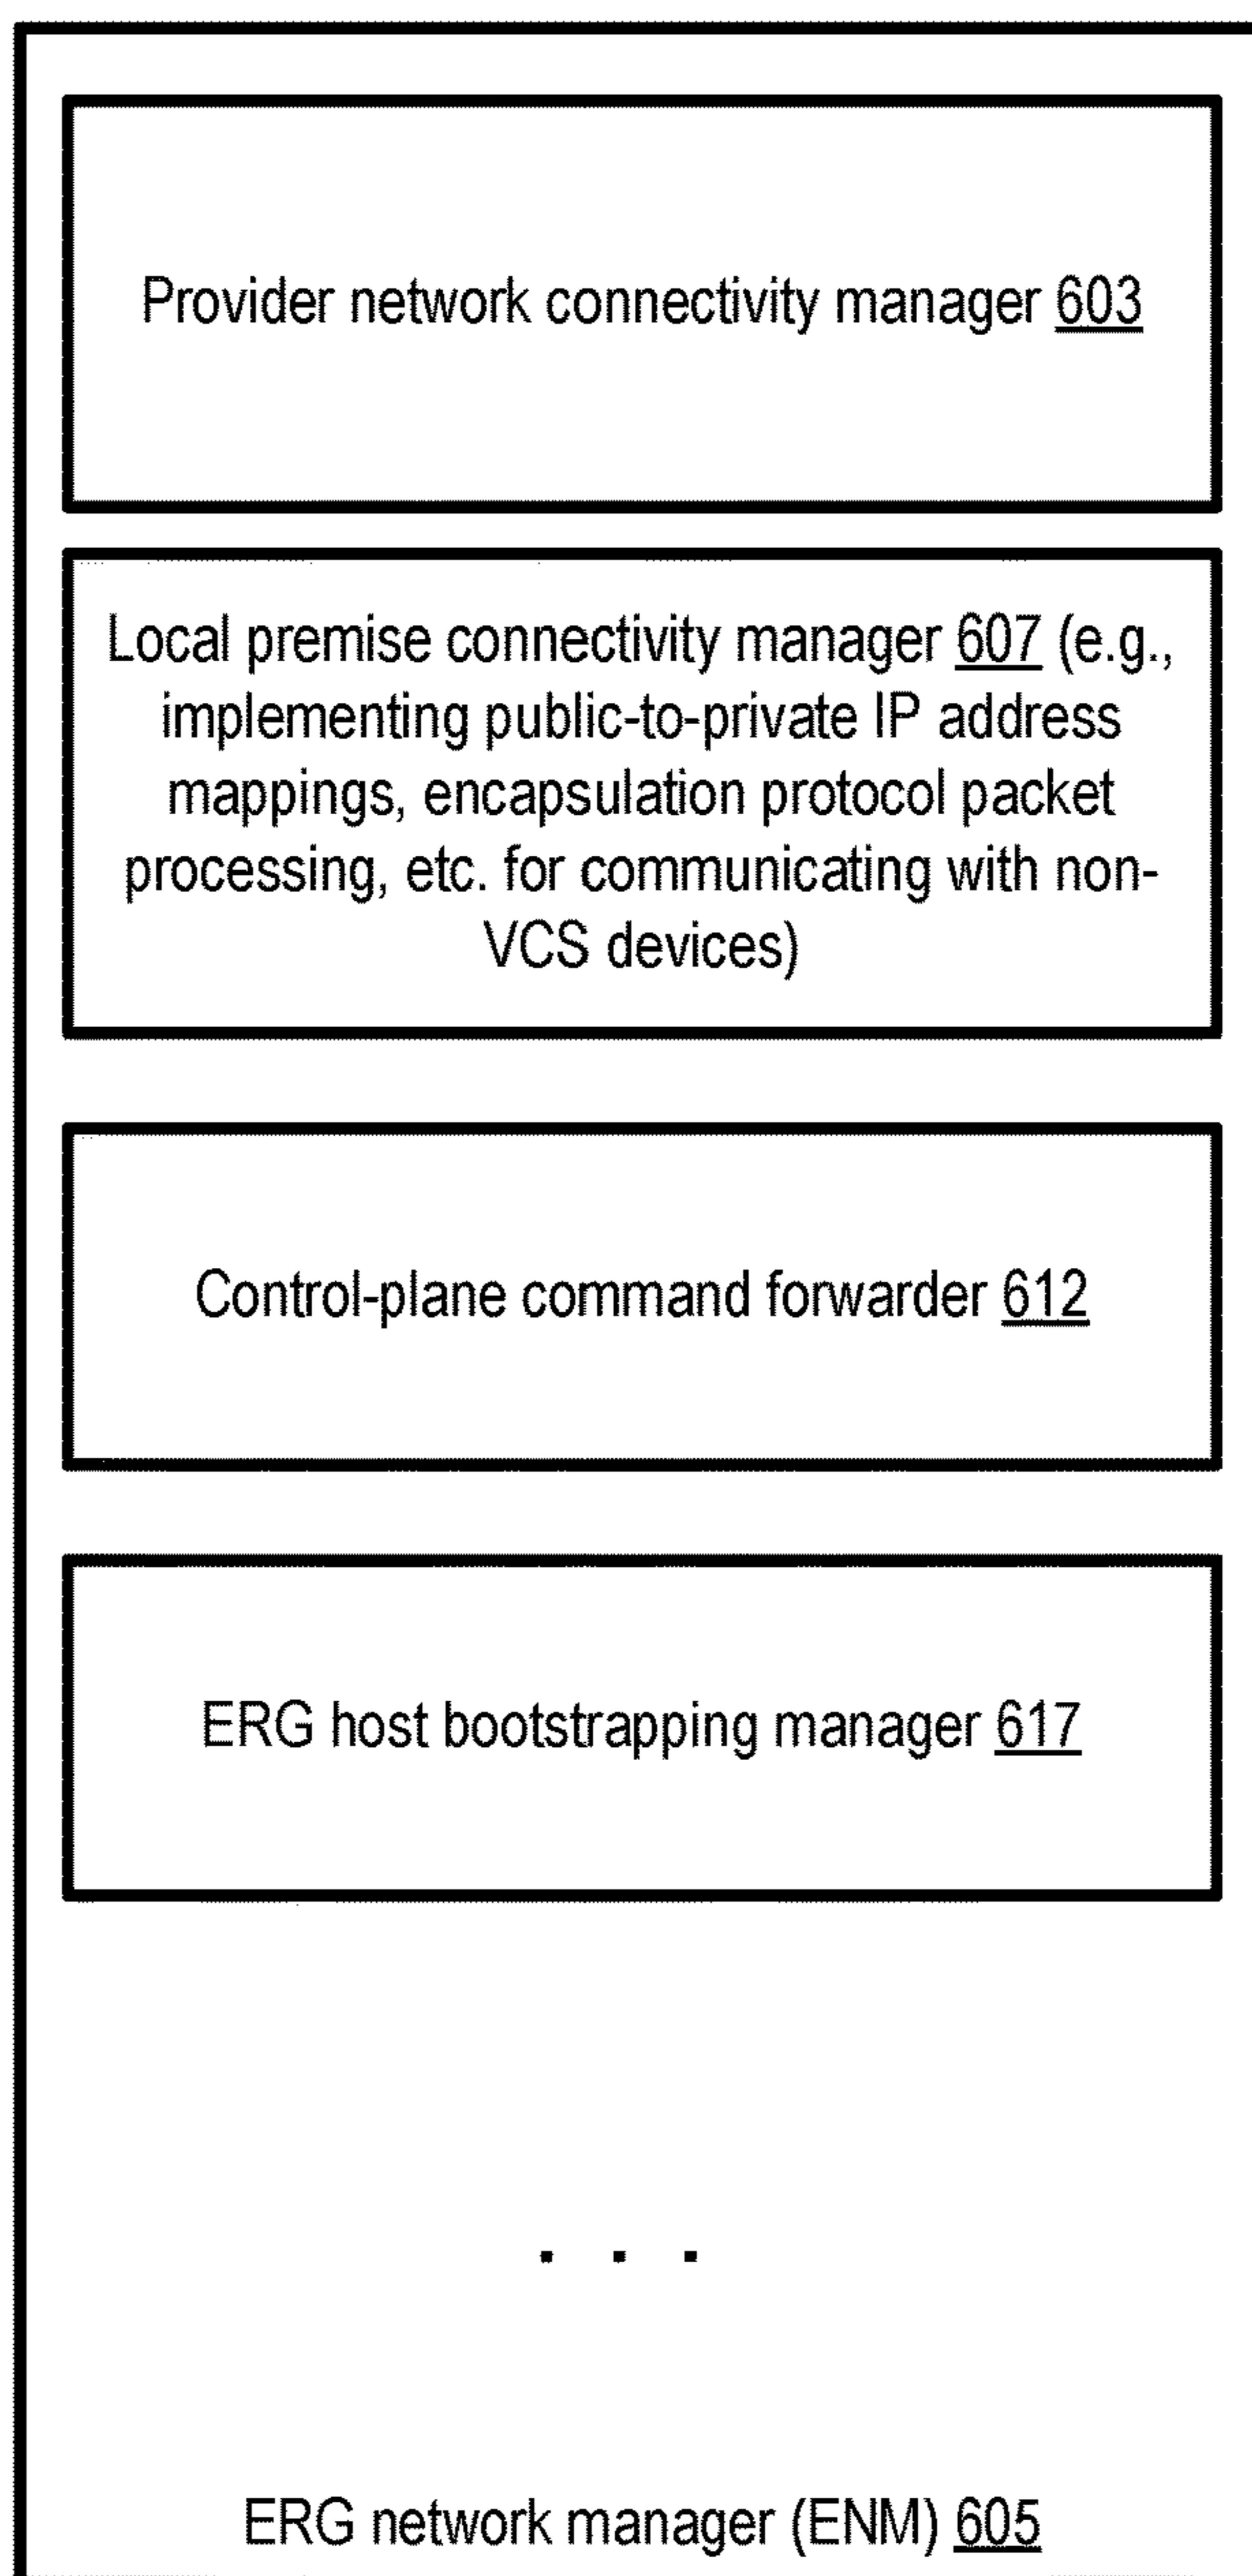 Provider network connectivity manager 603
Local premise connectivity manager 607 (e.g.,
implementing public-to-private IP address
mappings, encapsulation protocol packet
processing, etc. for communicating with non-
VCS devices)
Control-plane command forwarder 612
ERG host bootstrapping manager 617
. . .
ERG network manager (ENM) 605